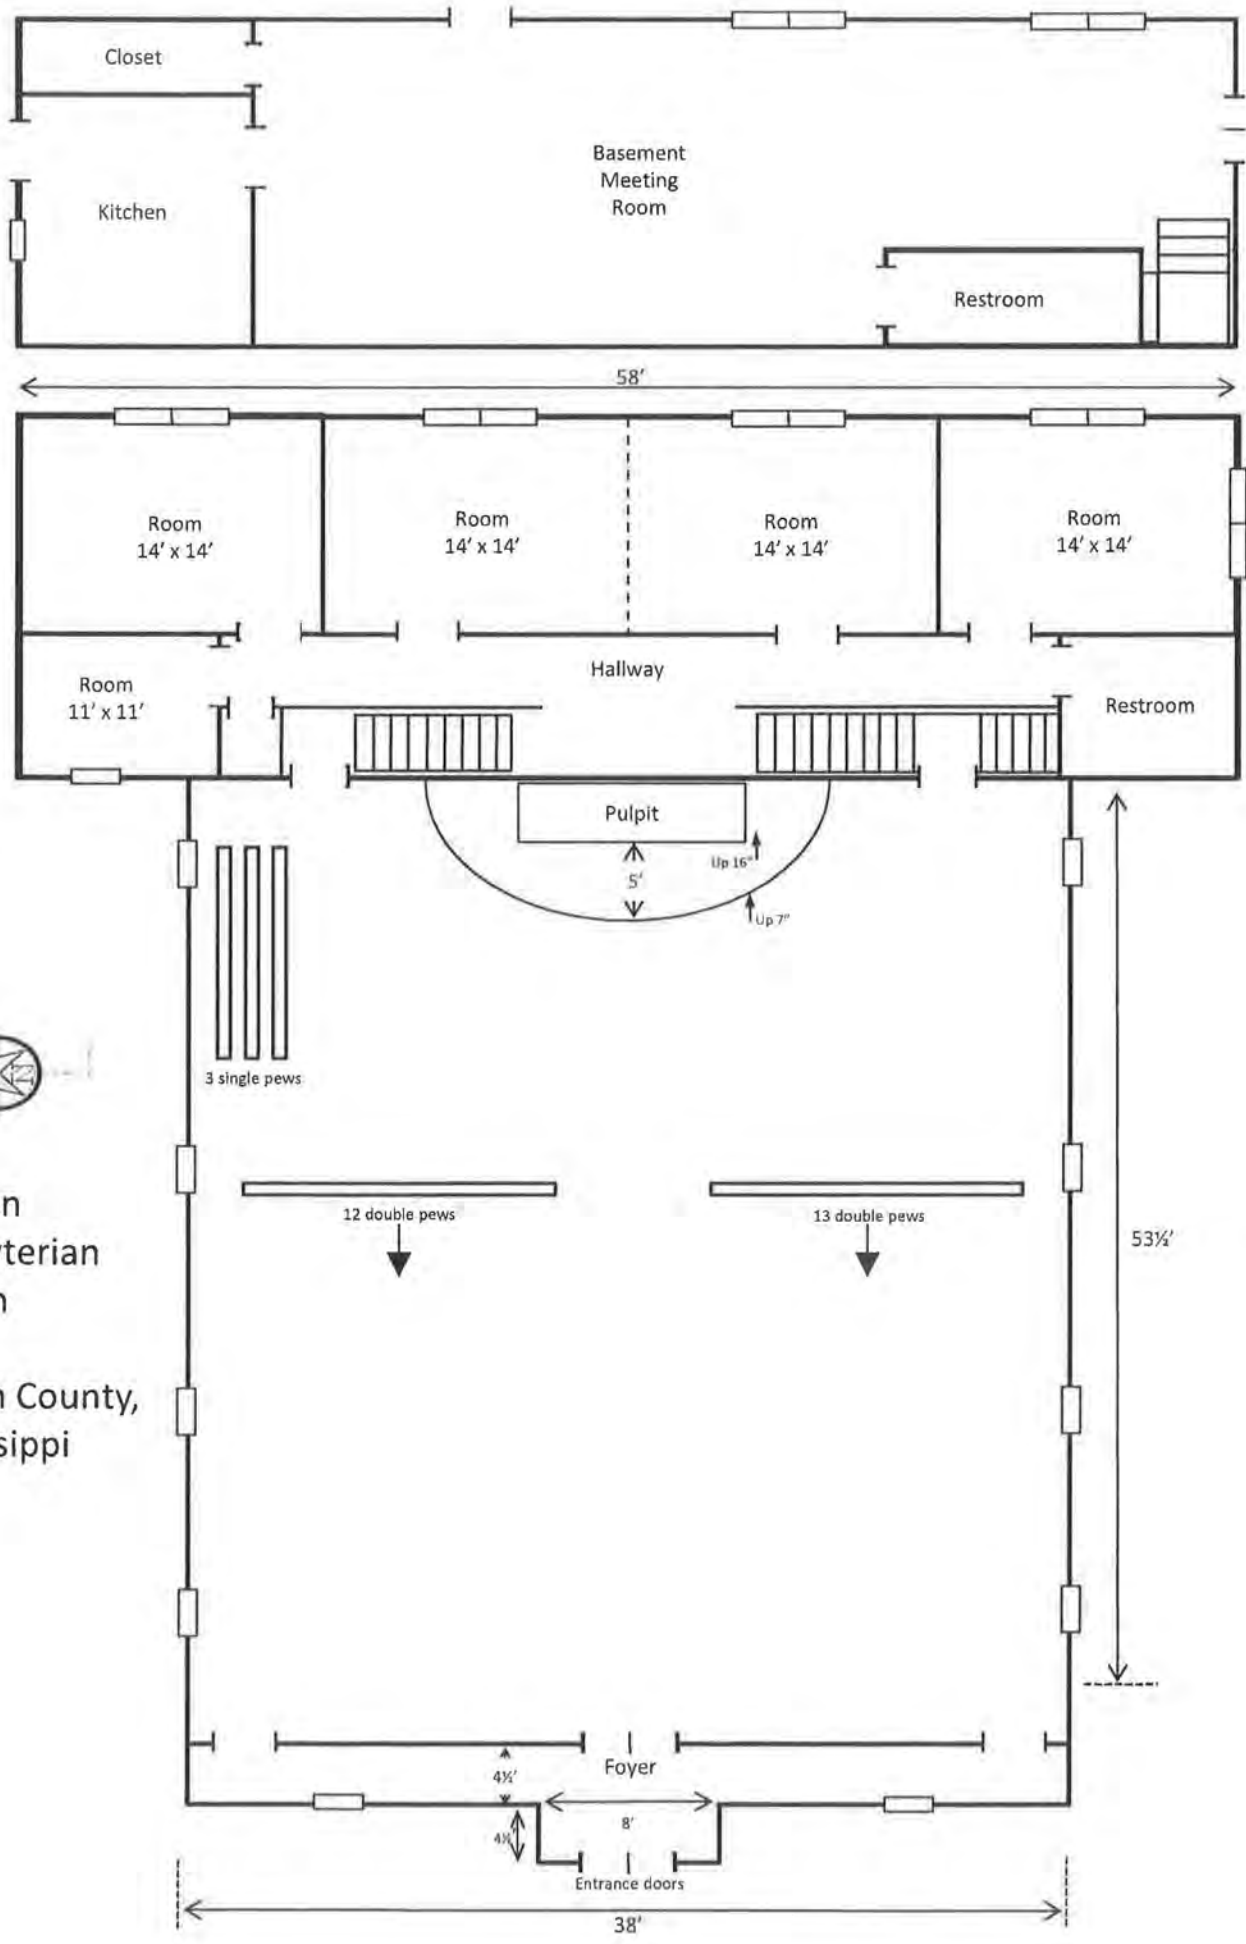 Closet
Basement
Meeting
Room
Kitchen
Restroom
58'
Room
14' x 14'
Room
14' x 14'
Room
14' x 14'
Room
14' x 14'
Hallway
Room
11' x 11'
Restroom
Pulpit
Up 16"
5'
Up 7"
3 single pews
N
12 double pews
13 double pews
53½'
n
terian
n
County,
sippi
Foyer
4½'
8'
4½'
Entrance doors
38'